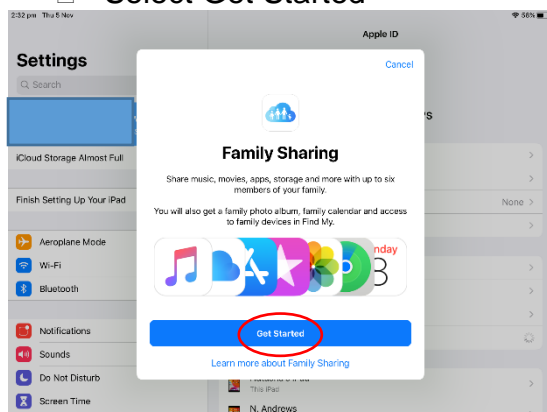 Select Get Started
2:32 pm Thu 5 Nov
58%
Apple ID
Settings
Cancel
Search
's
Family Sharing
iCloud Storage Almost Full
Share music, movies, apps, storage and more with up to six
members of your family.
Finish Setting Up Your iPad
None
You will also get a family photo album, family calendar and access
to family devices in Find My.
Aeroplane Mode
nday
3
Wi-Fi
Bluetooth
Get Started
Notifications
Learn more about Family Sharing
Sounds
Do Not Disturb
This iPad
Screen Time
N. Andrews